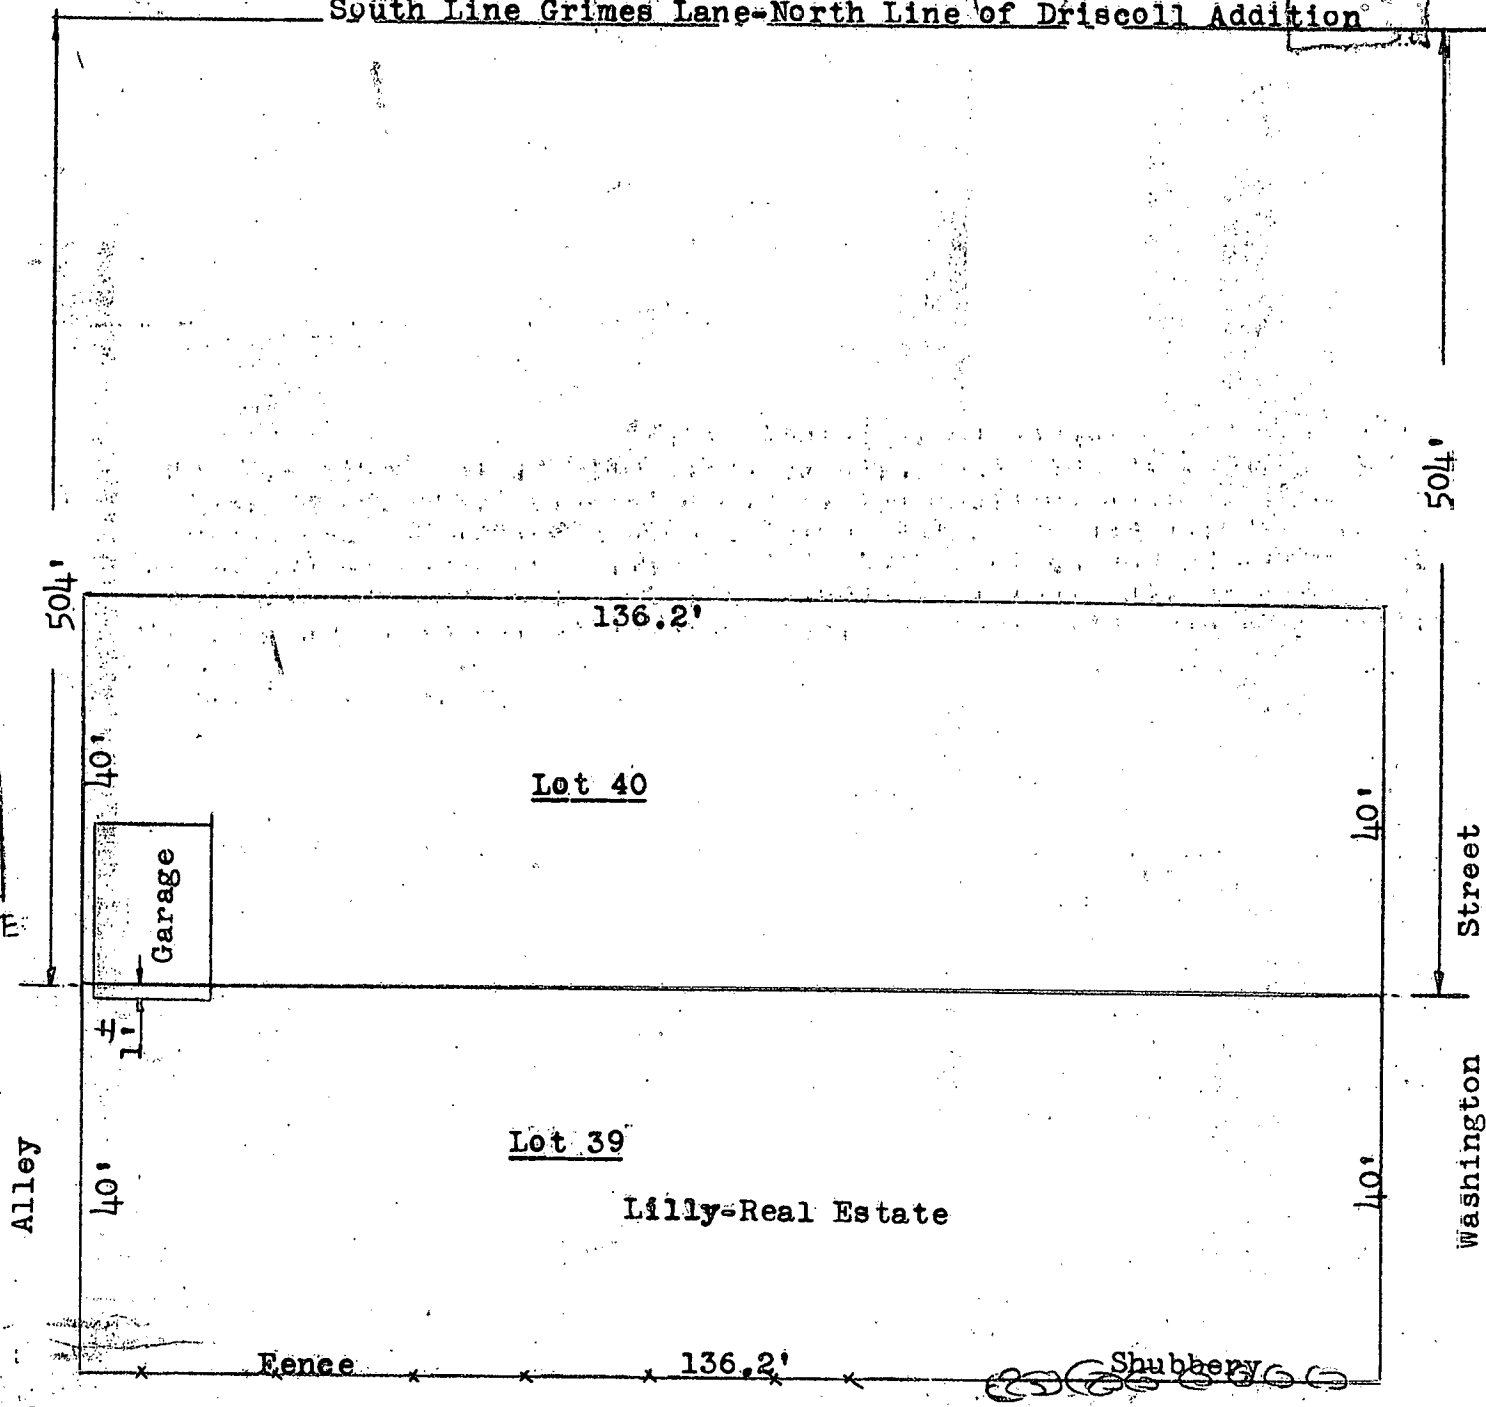 South Line Grimes Lane-North Line of Driscoll Addition
504'
504'
136.2'
40'
Lot 40
40'
Garage
Street
± 1'
Lot 39
Alley
40'
Lilly-Real Estate
40'
Washington
Fence
136.2'
Shubbery